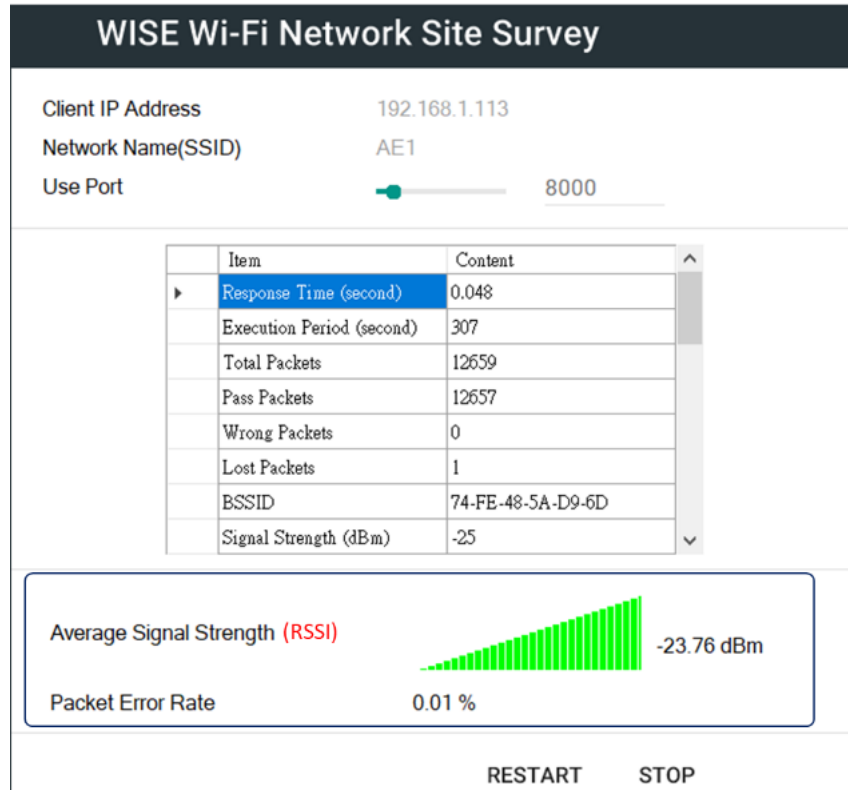 WISE Wi-Fi Network Site Survey
Client IP Address 192.168.1.113
Network Name(SSID) AE1
Use Port 8000
Item Content
Response Time (second) 0.048
Execution Period (second) 307
Total Packets 12659
Pass Packets 12657
Wrong Packets 0
Lost Packets 1
BSSID 74-FE-48-5A-D9-6D
Signal Strength (dBm) -25
Average Signal Strength (RSSI) -23.76 dBm
Packet Error Rate 0.01 %
RESTART STOP